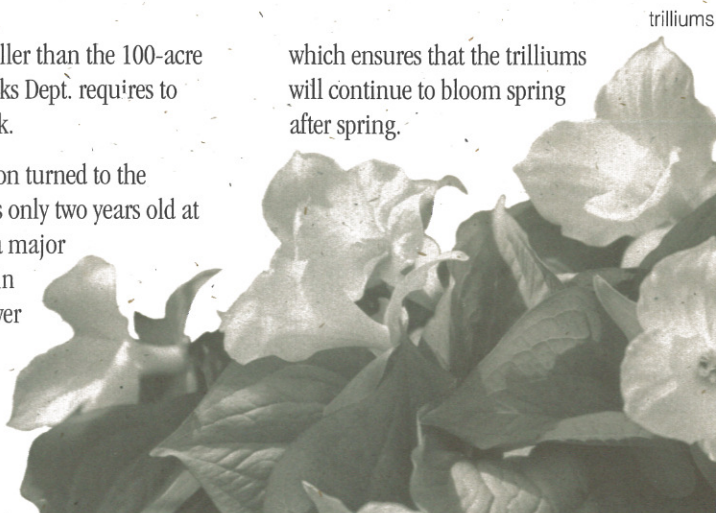 trilliums
ller than the 100-acre
ks Dept. requires to
k.
on turned to the
s only two years old at
a major
in
ver
which ensures that the trilliums
will continue to bloom spring
after spring.